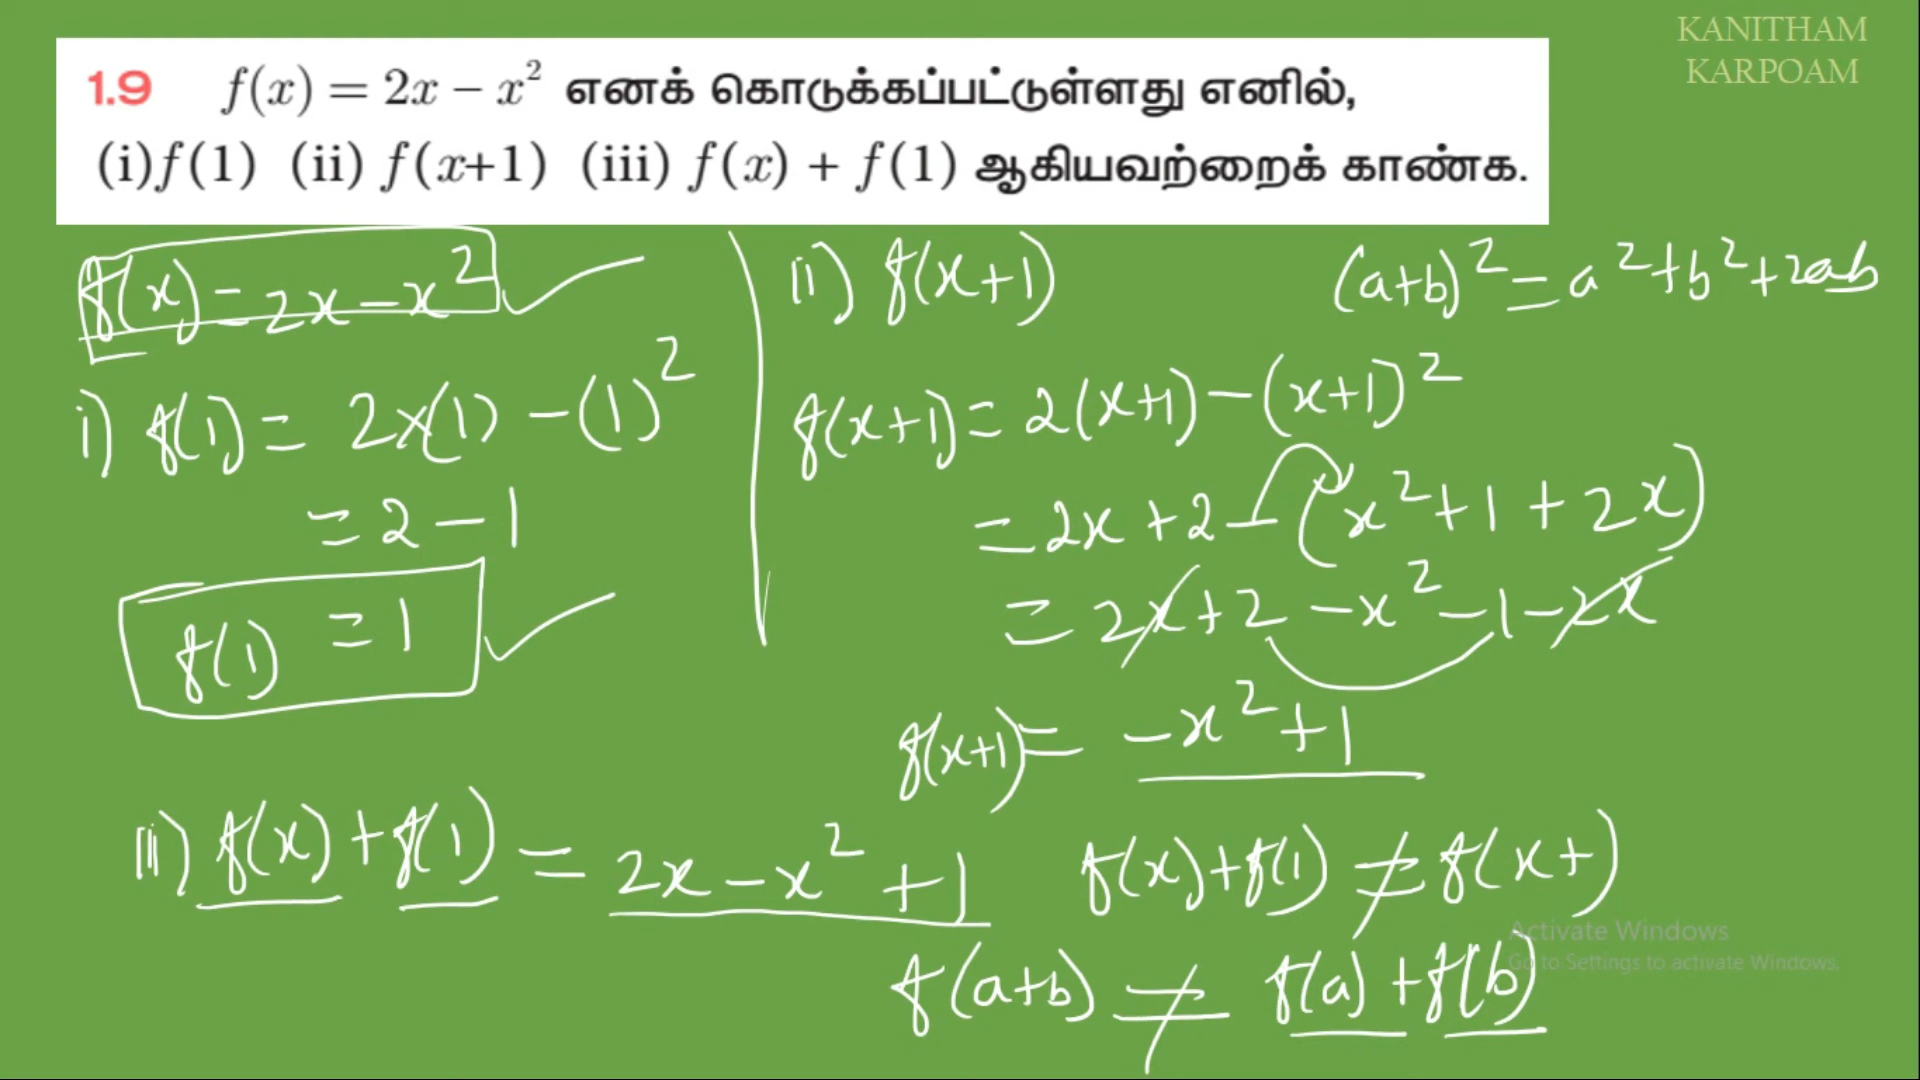 KANITHAM
KARPOAM
1.9 f(x) = 2x − x² எனக் கொடுக்கப்பட்டுள்ளது எனில்,
(i)f(1) (ii) f(x+1) (iii) f(x) + f(1) ஆகியவற்றைக் காண்க.
f(x) = 2x − x²
i) f(1) = 2×(1) − (1)²
= 2 − 1
f(1) = 1
ii) f(x+1)
(a+b)² = a²+b²+2ab
f(x+1) = 2(x+1) − (x+1)²
= 2x + 2 − (x² + 1 + 2x)
= 2x + 2 − x² − 1 − 2x
f(x+1) = −x² + 1
iii) f(x) + f(1) = 2x − x² + 1
f(x) + f(1) ≠ f(x+)
f(a+b) ≠ f(a) + f(b)
Activate Windows
Go to Settings to activate Windows.